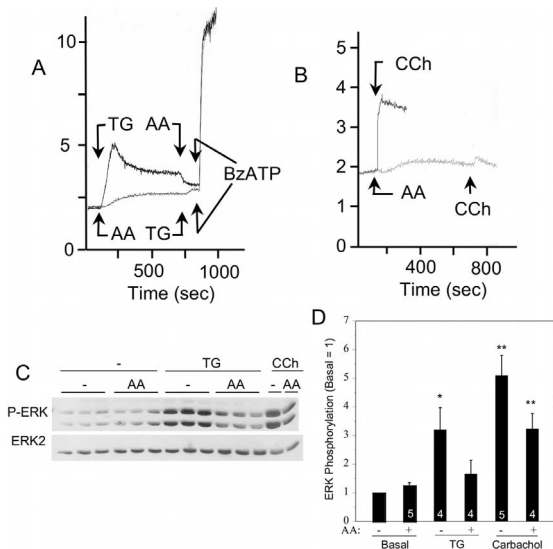 A
10
5
2
TG AA
BzATP
AA TG
500 1000
Time (sec)
B
5
4
3
2
1
0
CCh
AA
CCh
400 800
Time (sec)
C
- TG CCh
- AA - AA - AA
P-ERK
ERK2
D
ERK Phosphorylation (Basal = 1)
7
6
5
4
3
2
1
0
* ** **
5 4 4 5 4
AA: - + - + - +
Basal TG Carbachol